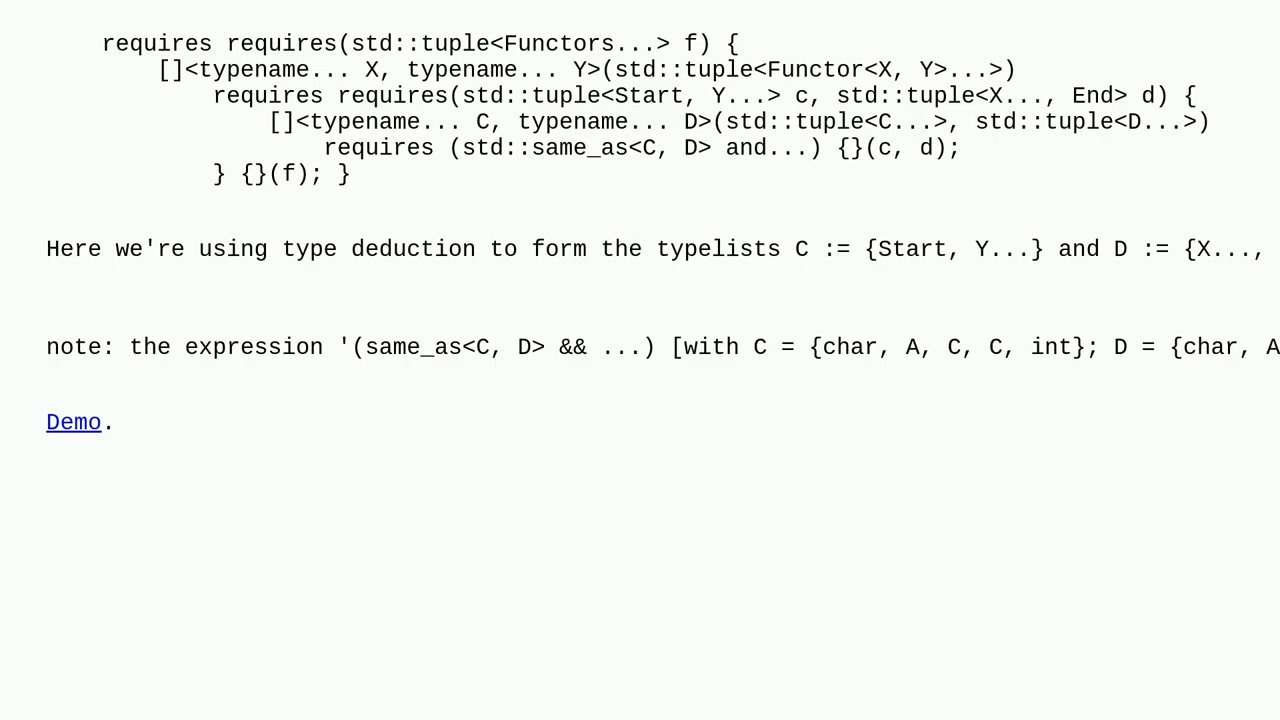 requires requires(std::tuple<Functors...> f) {
[]<typename... X, typename... Y>(std::tuple<Functor<X, Y>...>)
requires requires(std::tuple<Start, Y...> c, std::tuple<X..., End> d) {
[]<typename... C, typename... D>(std::tuple<C...>, std::tuple<D...>)
requires (std::same_as<C, D> and...) {}(c, d);
} {}(f); }
Here we're using type deduction to form the typelists C := {Start, Y...} and D := {X...,
note: the expression '(same_as<C, D> && ...) [with C = {char, A, C, C, int}; D = {char, A
Demo.